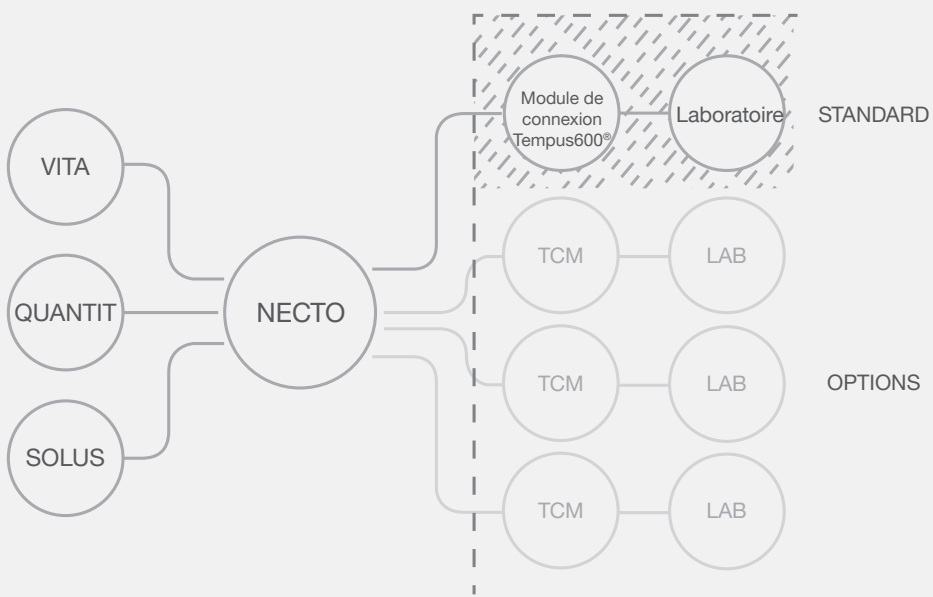 Module de
connexion
Tempus600®
Laboratoire
STANDARD
VITA
QUANTIT
SOLUS
NECTO
TCM
LAB
TCM
LAB
OPTIONS
TCM
LAB